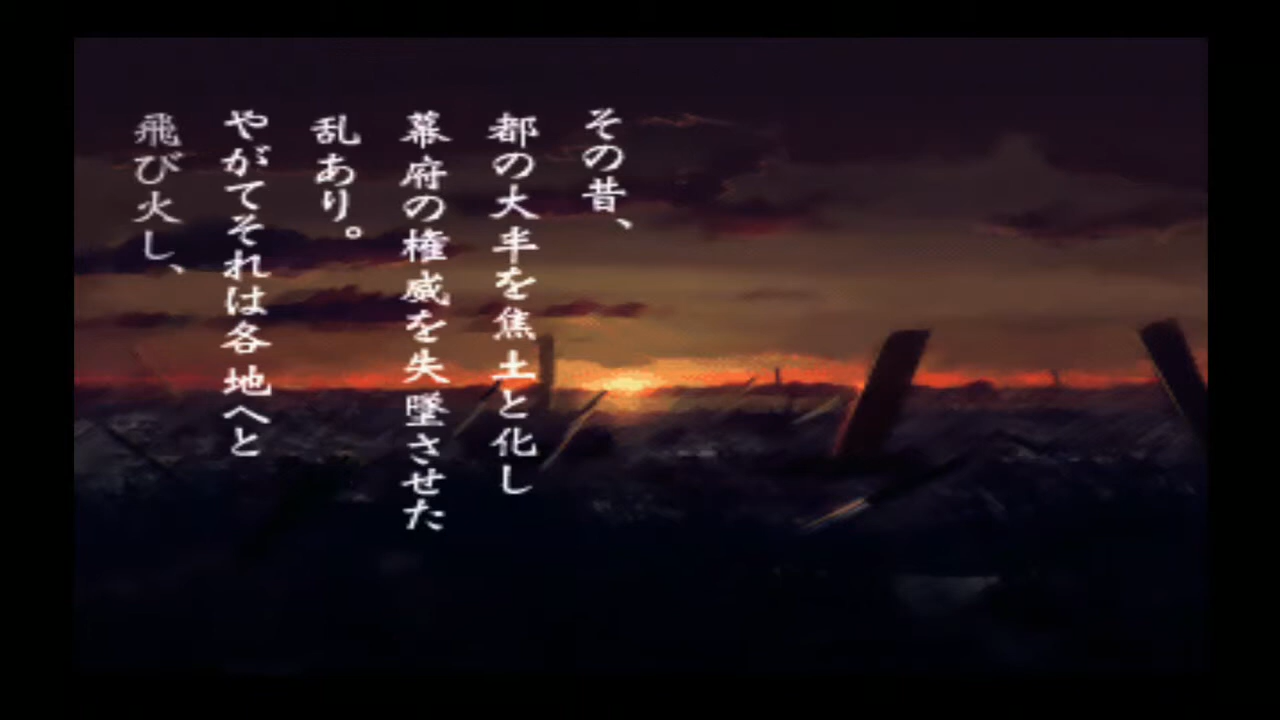 その昔、
都の大半を焦土と化し
幕府の権威を失墜させた
乱あり。
やがてそれは各地へと
飛び火し、